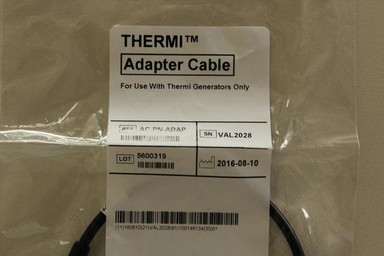 THERMI™
Adapter Cable
For Use With Thermi Generators Only
REF AC-PN-ADAP
SN VAL2028
LOT 5600319
2016-08-10